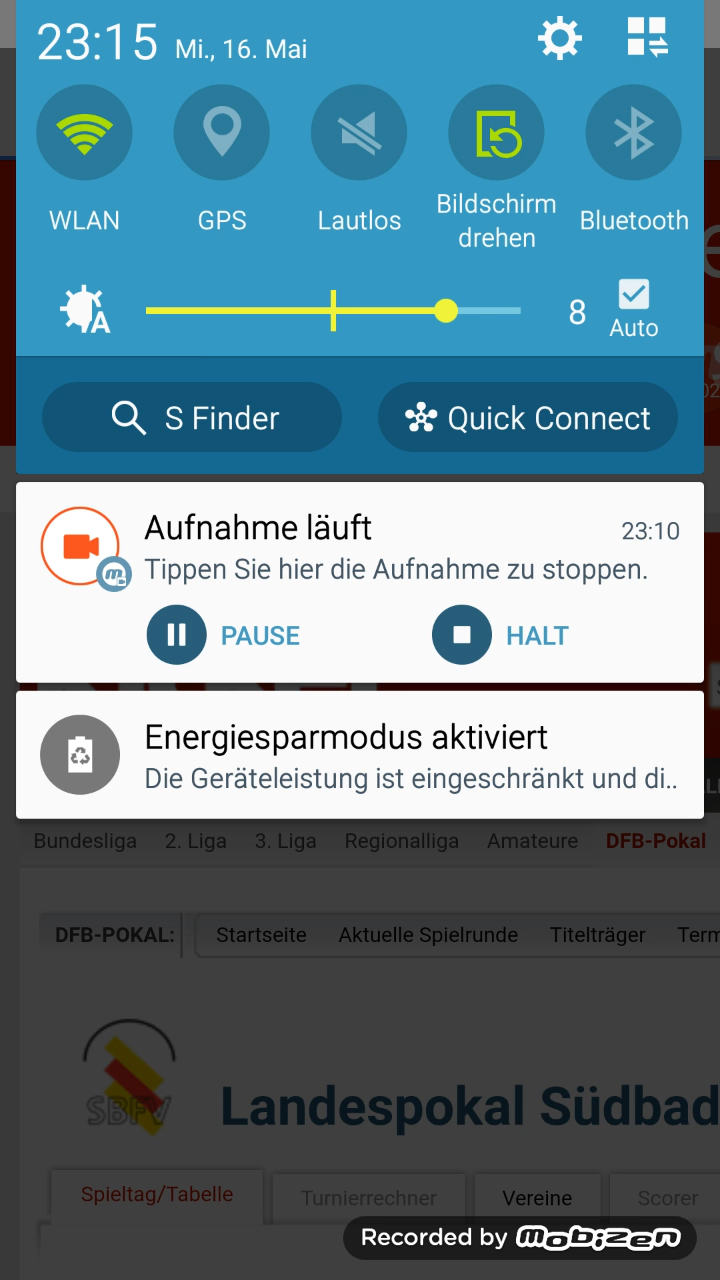 23:15 Mi., 16. Mai
WLAN GPS Lautlos Bildschirm drehen Bluetooth
8 Auto
S Finder Quick Connect
Aufnahme läuft 23:10
Tippen Sie hier die Aufnahme zu stoppen.
PAUSE HALT
Energiesparmodus aktiviert
Die Geräteleistung ist eingeschränkt und di..
Bundesliga 2. Liga 3. Liga Regionalliga Amateure DFB-Pokal
DFB-POKAL: Startseite Aktuelle Spielrunde Titelträger Term
SBFV
Landespokal Südbad
Spieltag/Tabelle Turnierrechner Vereine Scorer
Recorded by mobizen